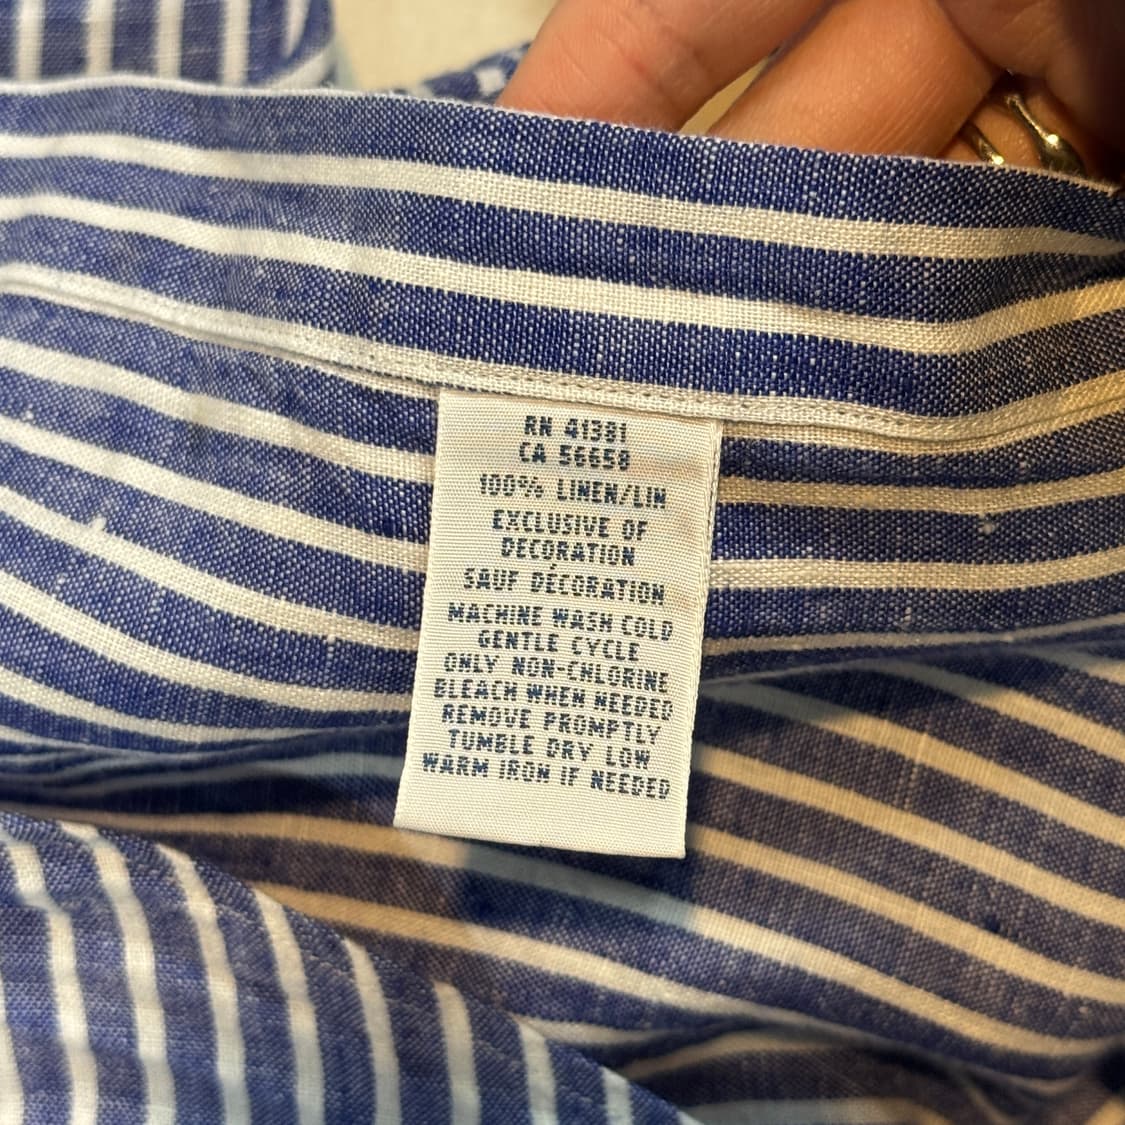 RN 41381
CA 56658
100% LINEN/LIN
EXCLUSIVE OF
DECORATION
SAUF DÉCORATION
MACHINE WASH COLD
GENTLE CYCLE
ONLY NON-CHLORINE
BLEACH WHEN NEEDED
REMOVE PROMPTLY
TUMBLE DRY LOW
WARM IRON IF NEEDED